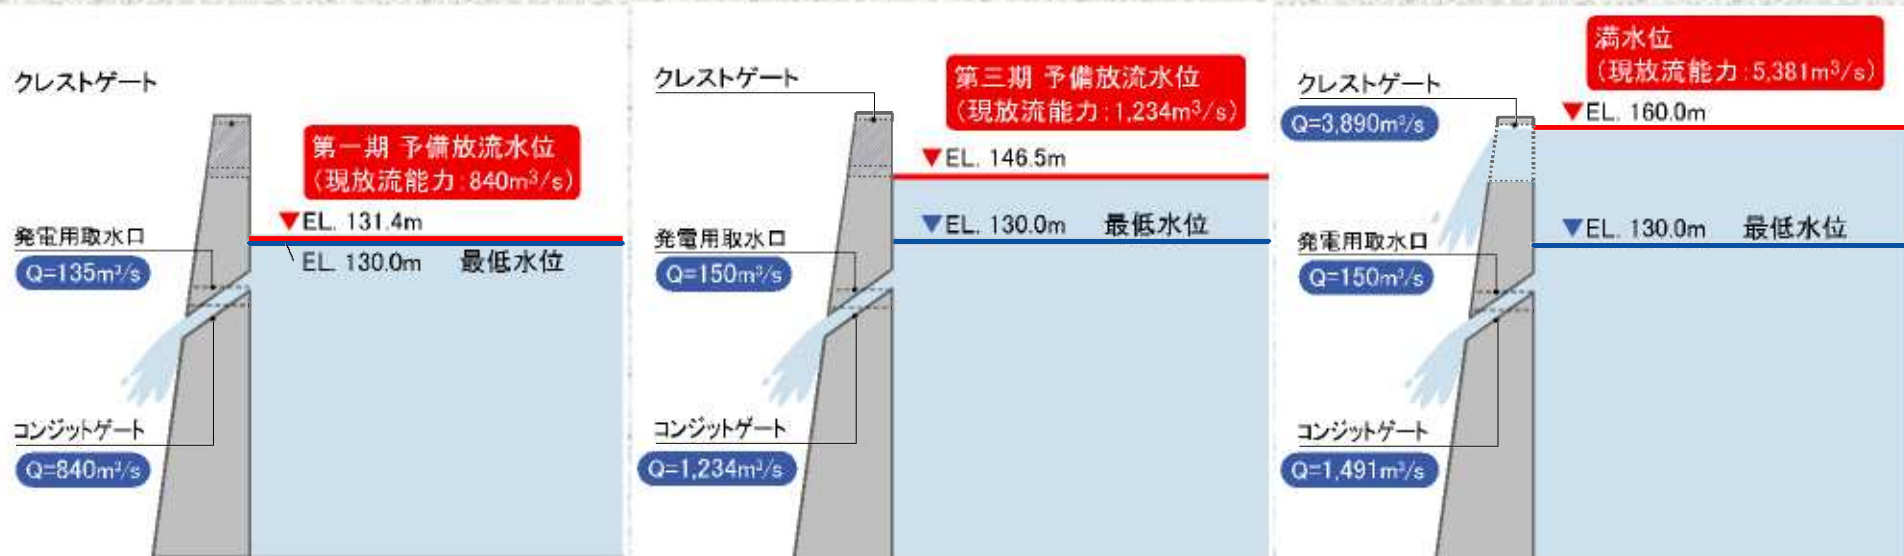 クレストゲート
第一期 予備放流水位
（現放流能力：840m³/s）
▼EL. 131.4m
発電用取水口
Q=135m³/s
EL. 130.0m 最低水位
コンジットゲート
Q=840m³/s
クレストゲート
第三期 予備放流水位
（現放流能力：1,234m³/s）
▼EL. 146.5m
▼EL. 130.0m 最低水位
発電用取水口
Q=150m³/s
コンジットゲート
Q=1,234m³/s
満水位
（現放流能力：5,381m³/s）
クレストゲート
Q=3,890m³/s
▼EL. 160.0m
▼EL. 130.0m 最低水位
発電用取水口
Q=150m³/s
コンジットゲート
Q=1,491m³/s